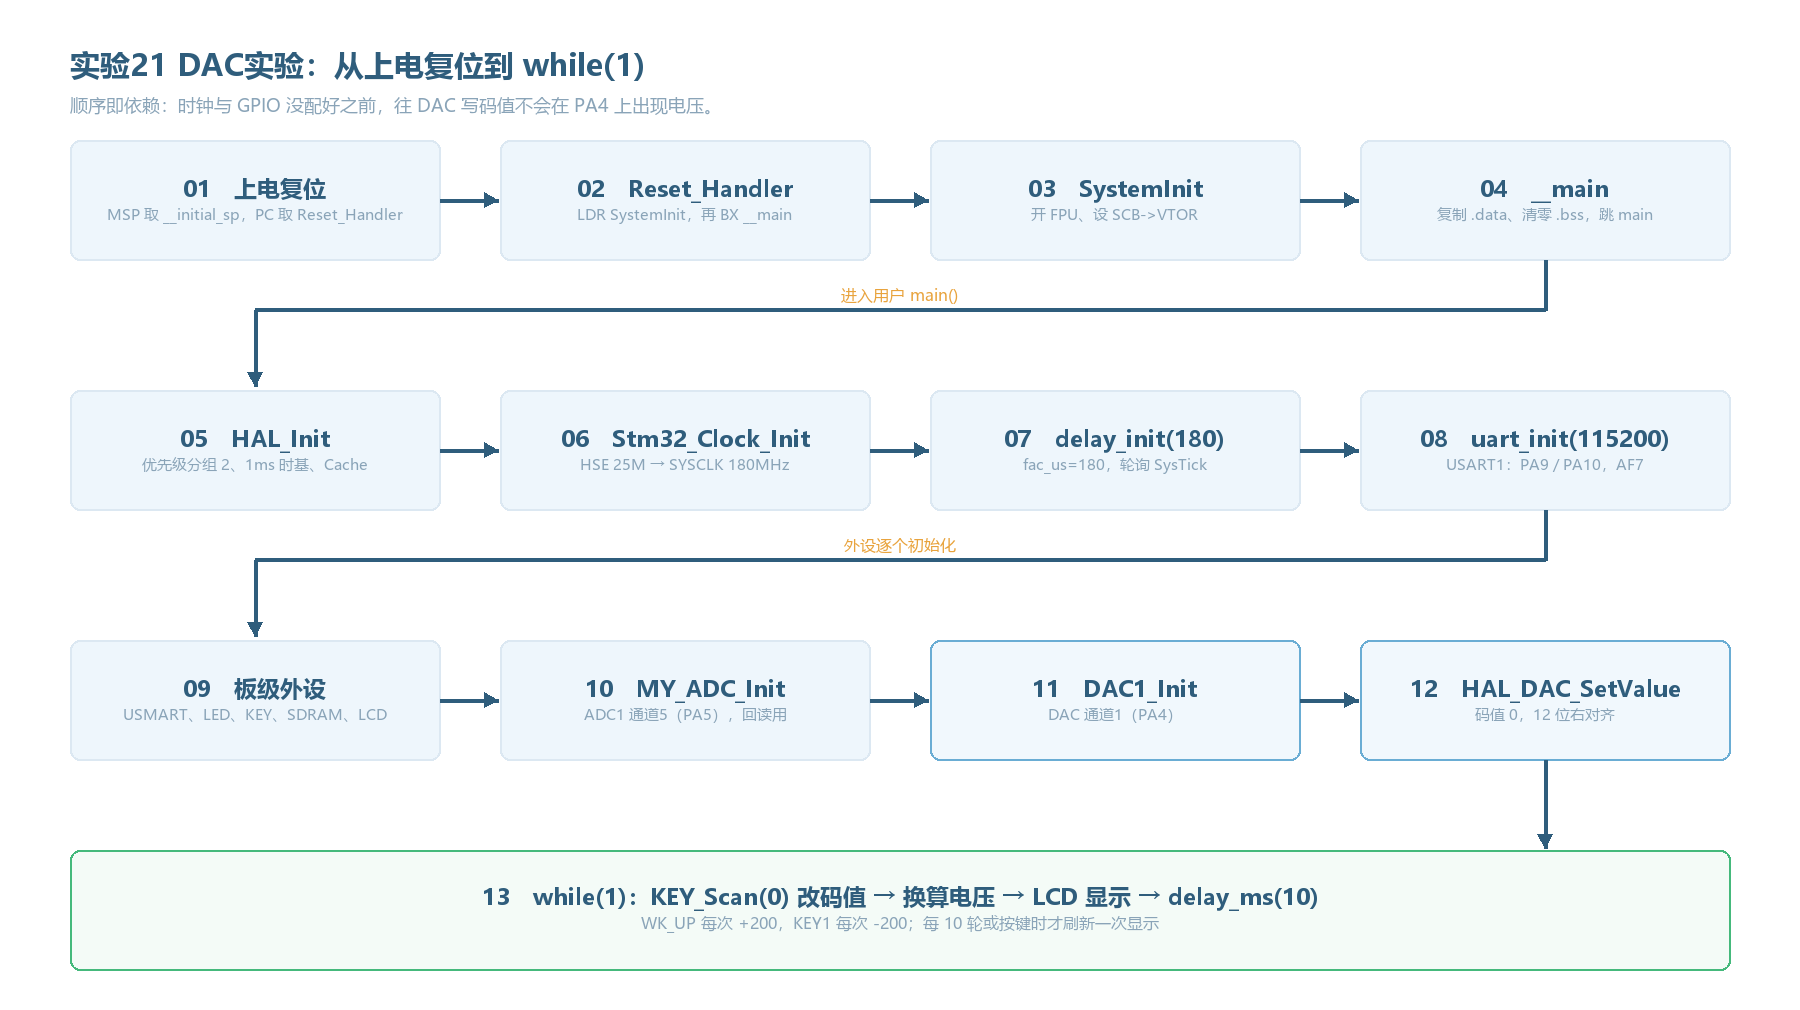 实验21 DAC实验：从上电复位到 while(1)
顺序即依赖：时钟与 GPIO 没配好之前，往 DAC 写码值不会在 PA4 上出现电压。
01 上电复位
MSP 取 __initial_sp，PC 取 Reset_Handler
02 Reset_Handler
LDR SystemInit，再 BX __main
03 SystemInit
开 FPU、设 SCB->VTOR
04 __main
复制 .data、清零 .bss，跳 main
进入用户 main()
05 HAL_Init
优先级分组 2、1ms 时基、Cache
06 Stm32_Clock_Init
HSE 25M → SYSCLK 180MHz
07 delay_init(180)
fac_us=180，轮询 SysTick
08 uart_init(115200)
USART1：PA9 / PA10，AF7
外设逐个初始化
09 板级外设
USMART、LED、KEY、SDRAM、LCD
10 MY_ADC_Init
ADC1 通道5（PA5），回读用
11 DAC1_Init
DAC 通道1（PA4）
12 HAL_DAC_SetValue
码值 0，12 位右对齐
13 while(1)：KEY_Scan(0) 改码值 → 换算电压 → LCD 显示 → delay_ms(10)
WK_UP 每次 +200，KEY1 每次 -200；每 10 轮或按键时才刷新一次显示